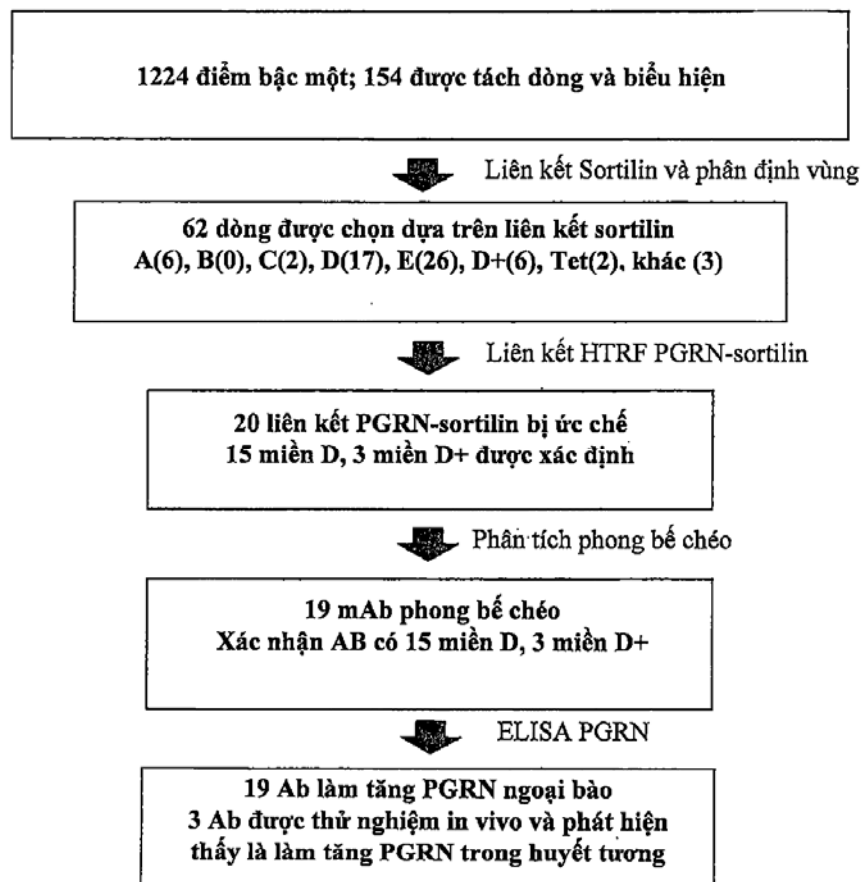 1224 điểm bậc một; 154 được tách dòng và biểu hiện
Liên kết Sortilin và phân định vùng
62 dòng được chọn dựa trên liên kết sortilin
A(6), B(0), C(2), D(17), E(26), D+(6), Tet(2). khác (3)
Liên kết HTRF PGRN-sortilin
20 liên kết PGRN-sortilin bị ức chế
15 miền D, 3 miền D+ được xác định
Phân tích phong bế chéo
19 mAb phong bế chéo
Xác nhận AB có 15 miền D, 3 miền D+
ELISA PGRN
19 Ab làm tăng PGRN ngoại bào
3 Ab được thử nghiệm in vivo và phát hiện
thấy là làm tăng PGRN trong huyết tương